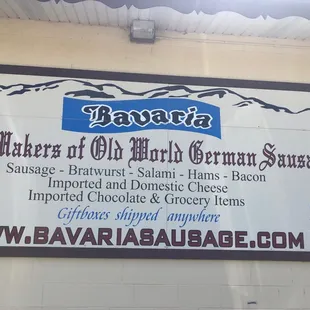 Bavaria
Makers of Old World German Sausa
Sausage - Bratwurst - Salami - Hams - Bacon
Imported and Domestic Cheese
Imported Chocolate & Grocery Items
Giftboxes shipped anywhere
WW.BAVARIASAUSAGE.COM